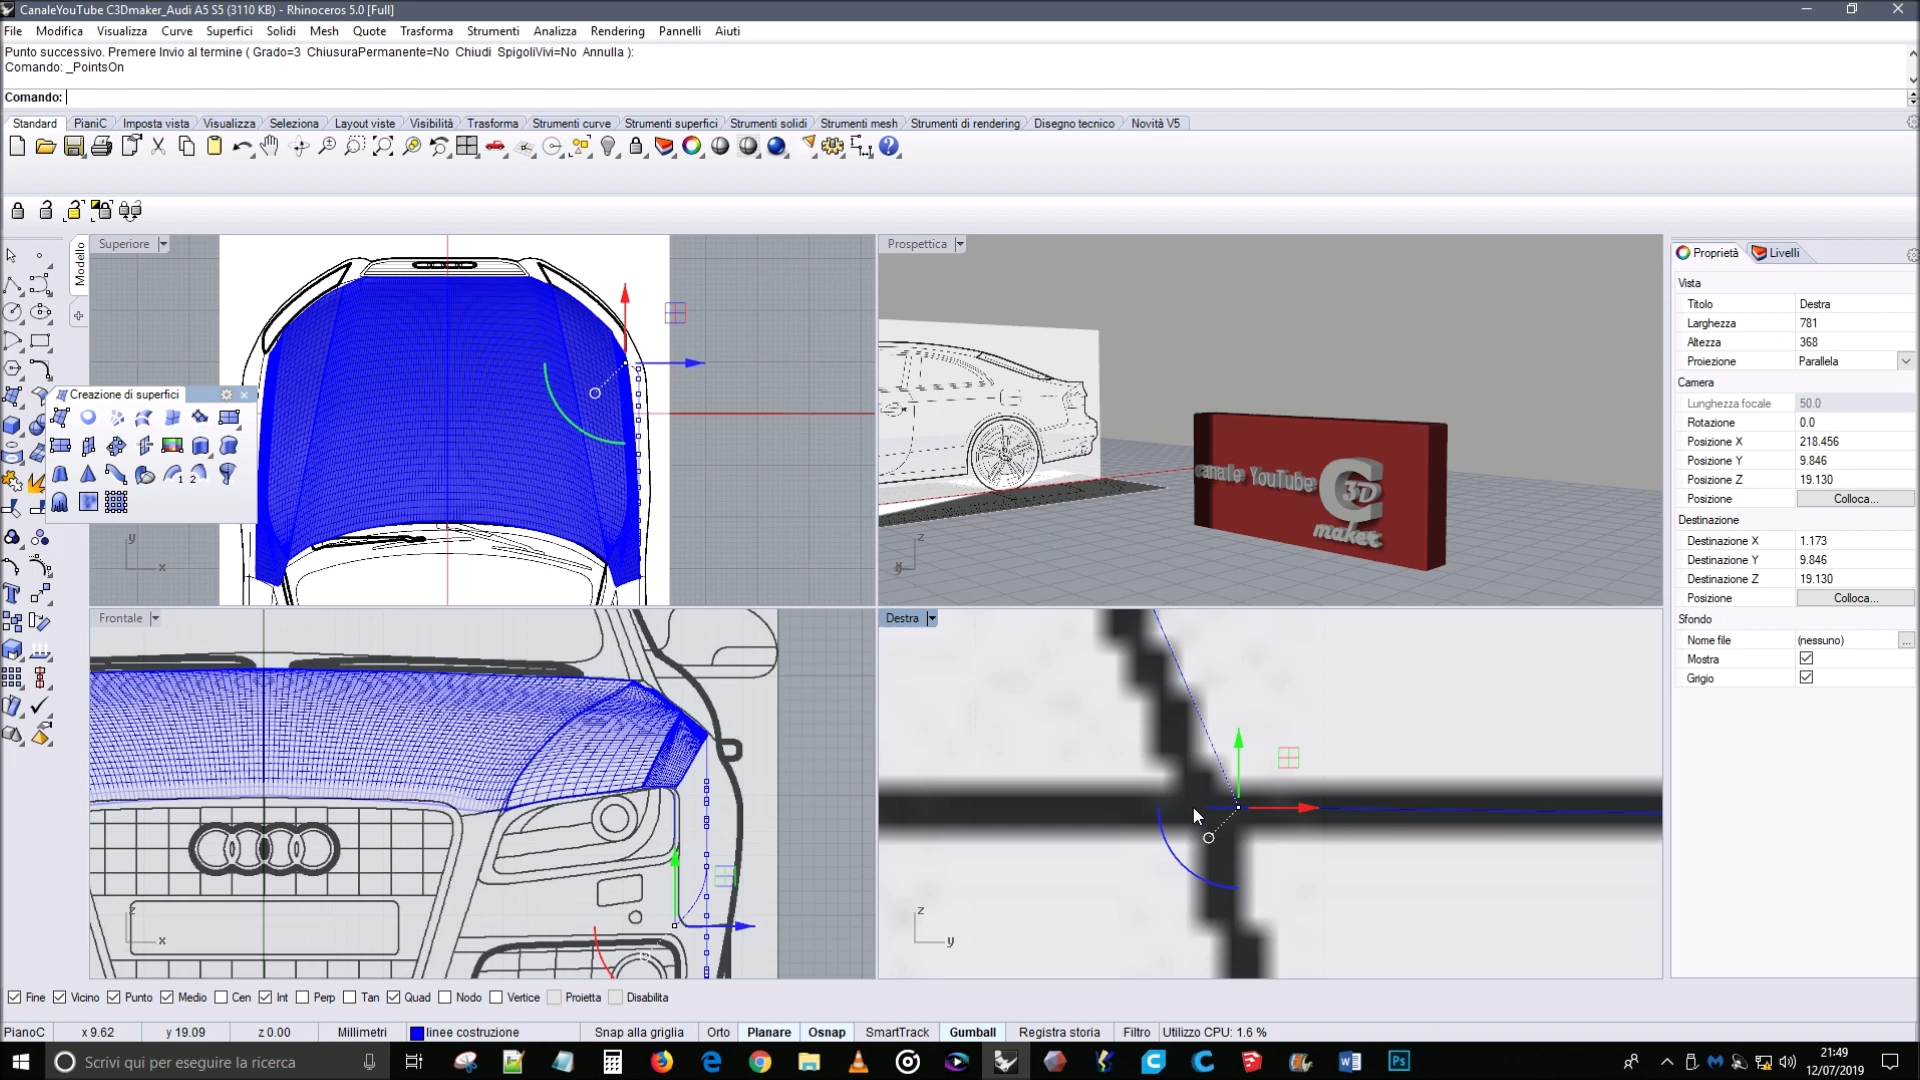 CanaleYouTube C3Dmaker_Audi A5 S5 (3110 KB) - Rhinoceros 5.0 [Full]
File Modifica Visualizza Curve Superfici Solidi Mesh Quote Trasforma Strumenti Analizza Rendering Pannelli Aiuti
Punto successivo. Premere Invio al termine ( Grado=3 ChiusuraPermanente=No Chiudi SpigoliVivi=No Annulla ):
Comando: _PointsOn
Comando:
Standard PianiC Imposta vista Visualizza Seleziona Layout viste Visibilità Trasforma Strumenti curve Strumenti superfici Strumenti solidi Strumenti mesh Strumenti di rendering Disegno tecnico Novità V5
Modello
Superiore
y
x
Creazione di superfici
1 2
Prospettica
canale YouTube C 3D maker
z
y
Frontale
z
x
Destra
z
y
Proprietà Livelli
Vista
Titolo Destra
Larghezza 781
Altezza 368
Proiezione Parallela
Camera
Lunghezza focale 50.0
Rotazione 0.0
Posizione X 218.456
Posizione Y 9.846
Posizione Z 19.130
Posizione Colloca...
Destinazione
Destinazione X 1.173
Destinazione Y 9.846
Destinazione Z 19.130
Posizione Colloca...
Sfondo
Nome file (nessuno) ...
Mostra
Grigio
Fine Vicino Punto Medio Cen Int Perp Tan Quad Nodo Vertice Proietta Disabilita
PianoC x 9.62 y 19.09 z 0.00 Millimetri linee costruzione Snap alla griglia Orto Planare Osnap SmartTrack Gumball Registra storia Filtro Utilizzo CPU: 1.6 %
Scrivi qui per eseguire la ricerca
21:49
12/07/2019